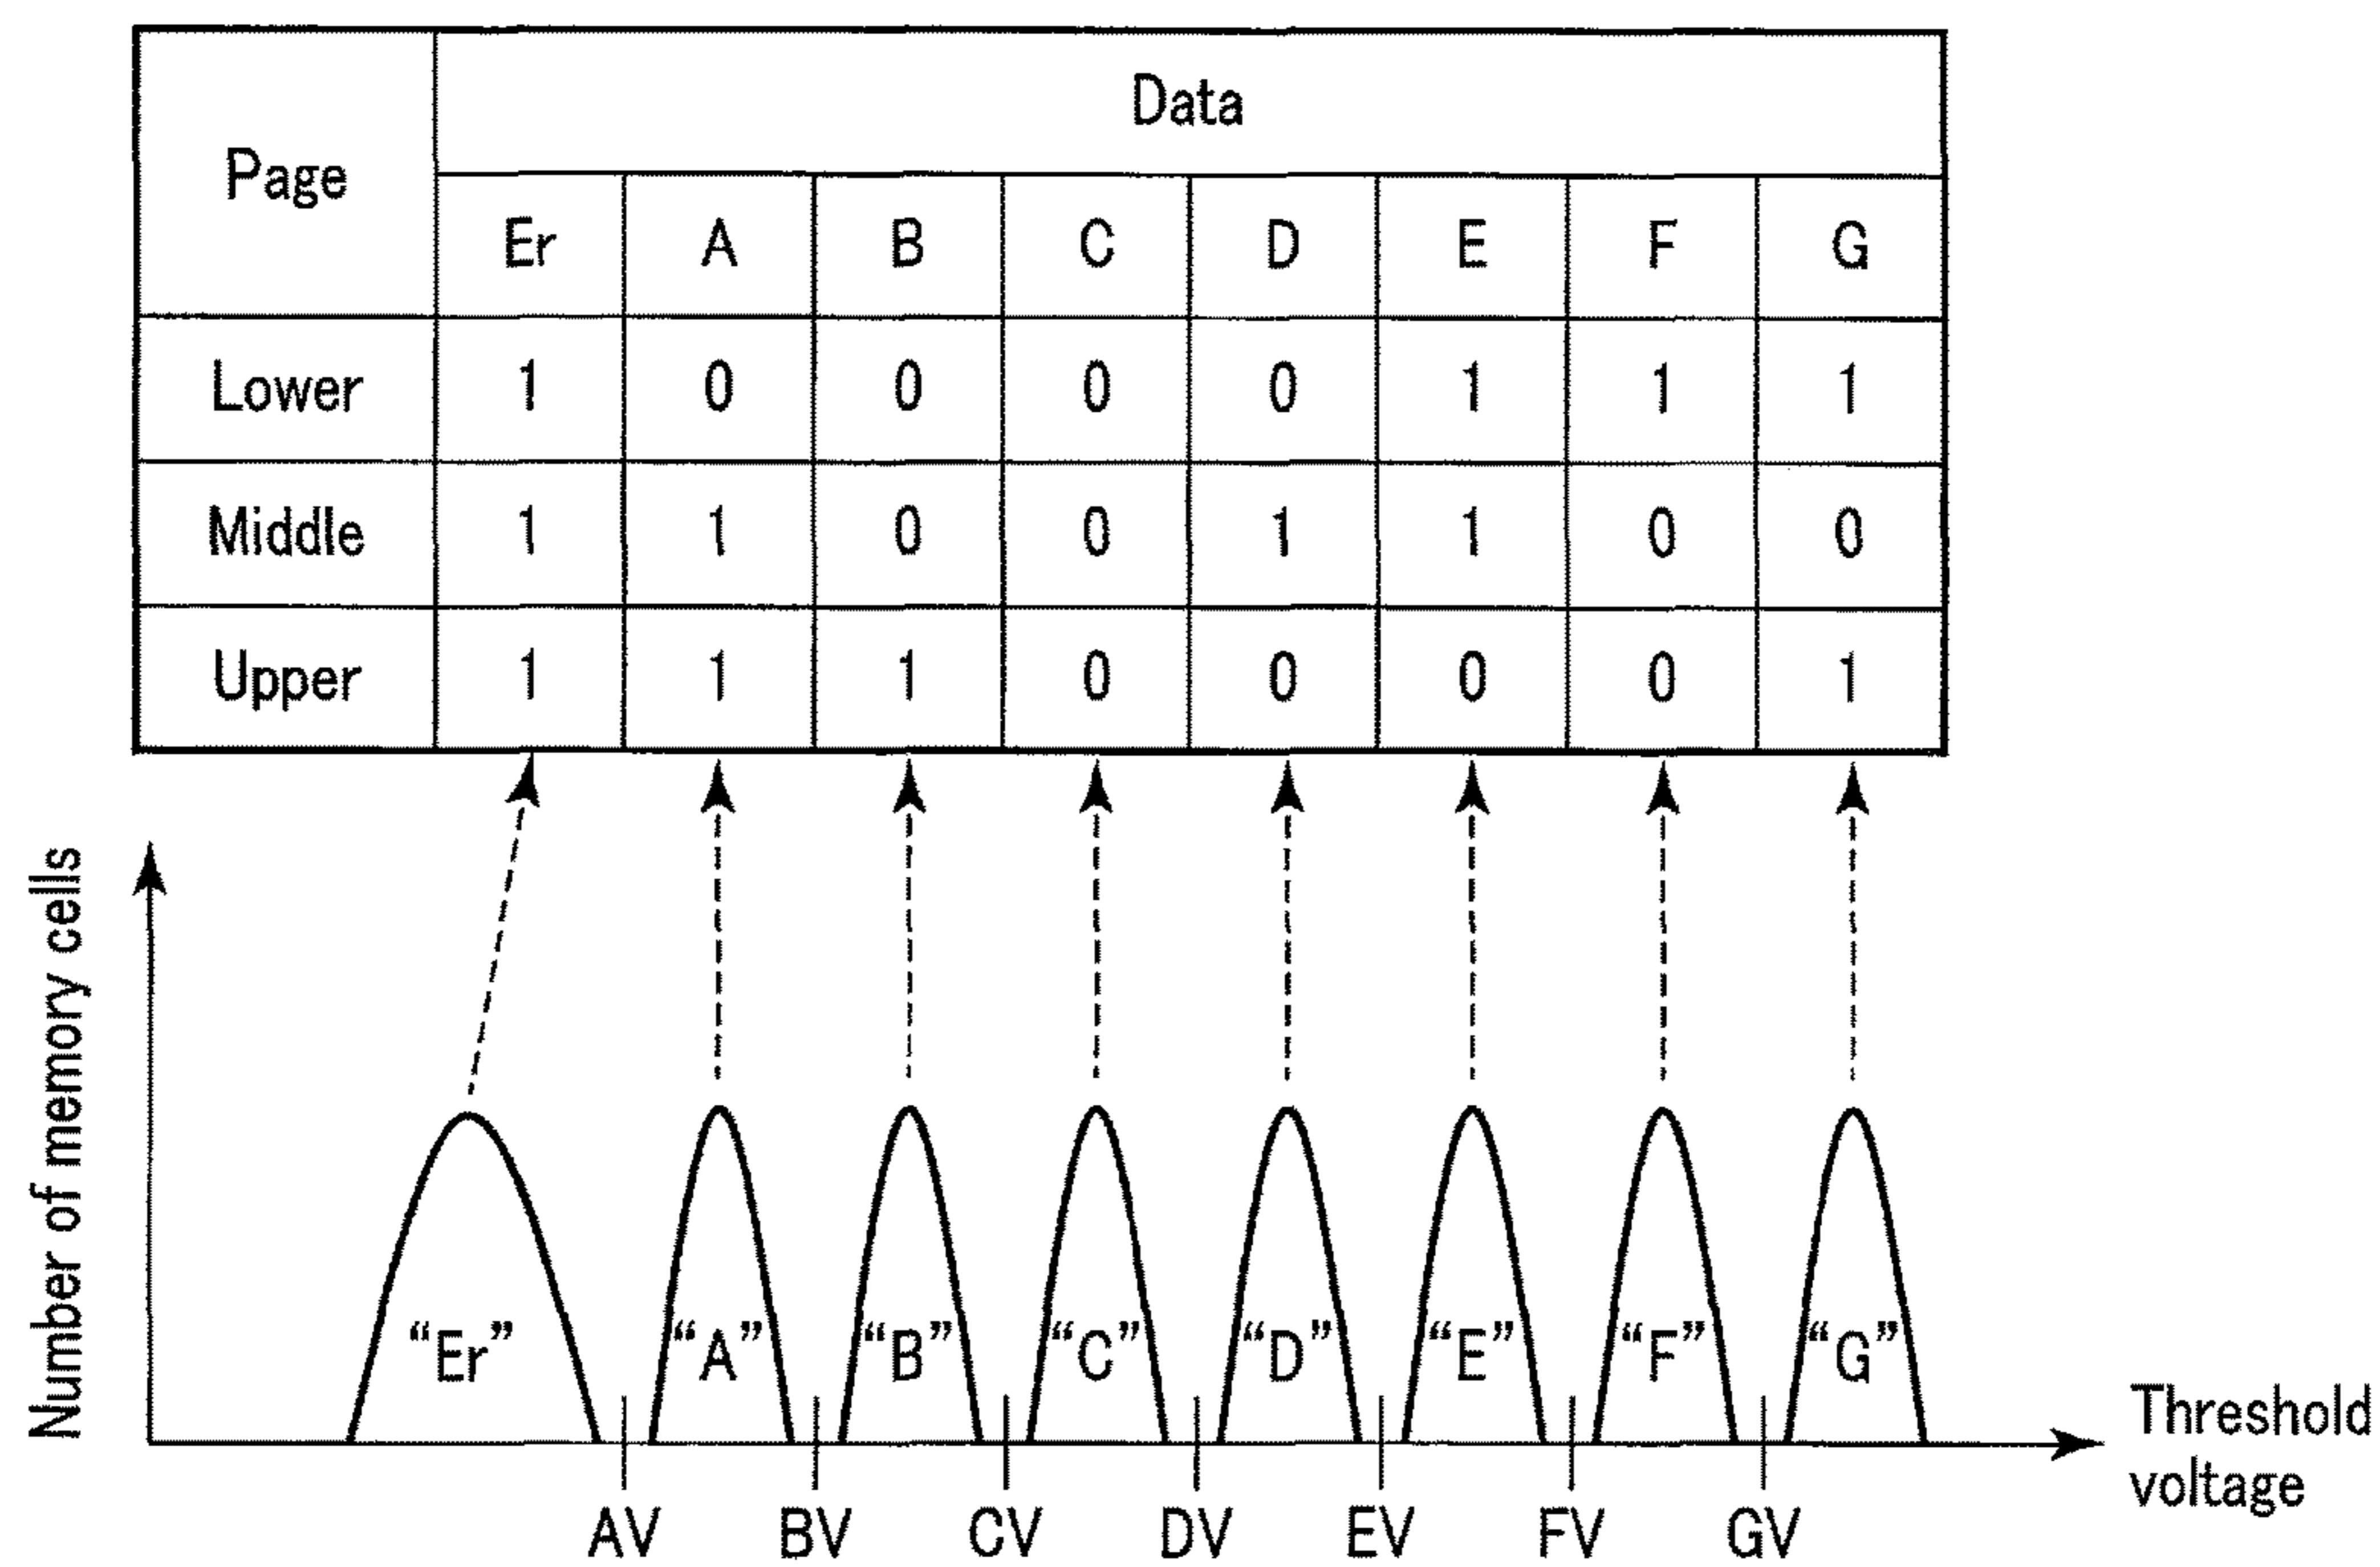 Page Data
Er A B C D E F G
Lower 1 0 0 0 0 1 1 1
Middle 1 1 0 0 1 1 0 0
Upper 1 1 1 0 0 0 0 1
Number of memory cells
“Er” “A” “B” “C” “D” “E” “F” “G”
Threshold
voltage
AV BV CV DV EV FV GV